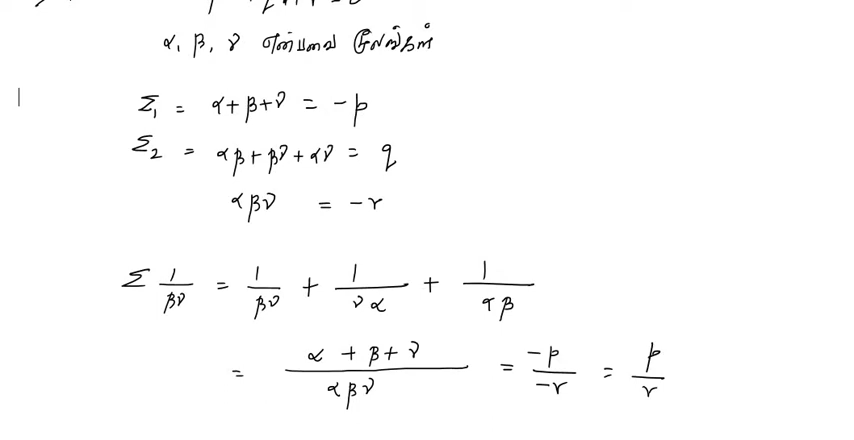 α, β, γ என்பவை மூலங்கள்
Σ₁ = α+β+γ = -p
Σ₂ = αβ+βγ+αγ = q
αβγ = -r
Σ 1/βγ = 1/βγ + 1/γα + 1/αβ
= (α + β + γ)/αβγ = -p/-r = p/r